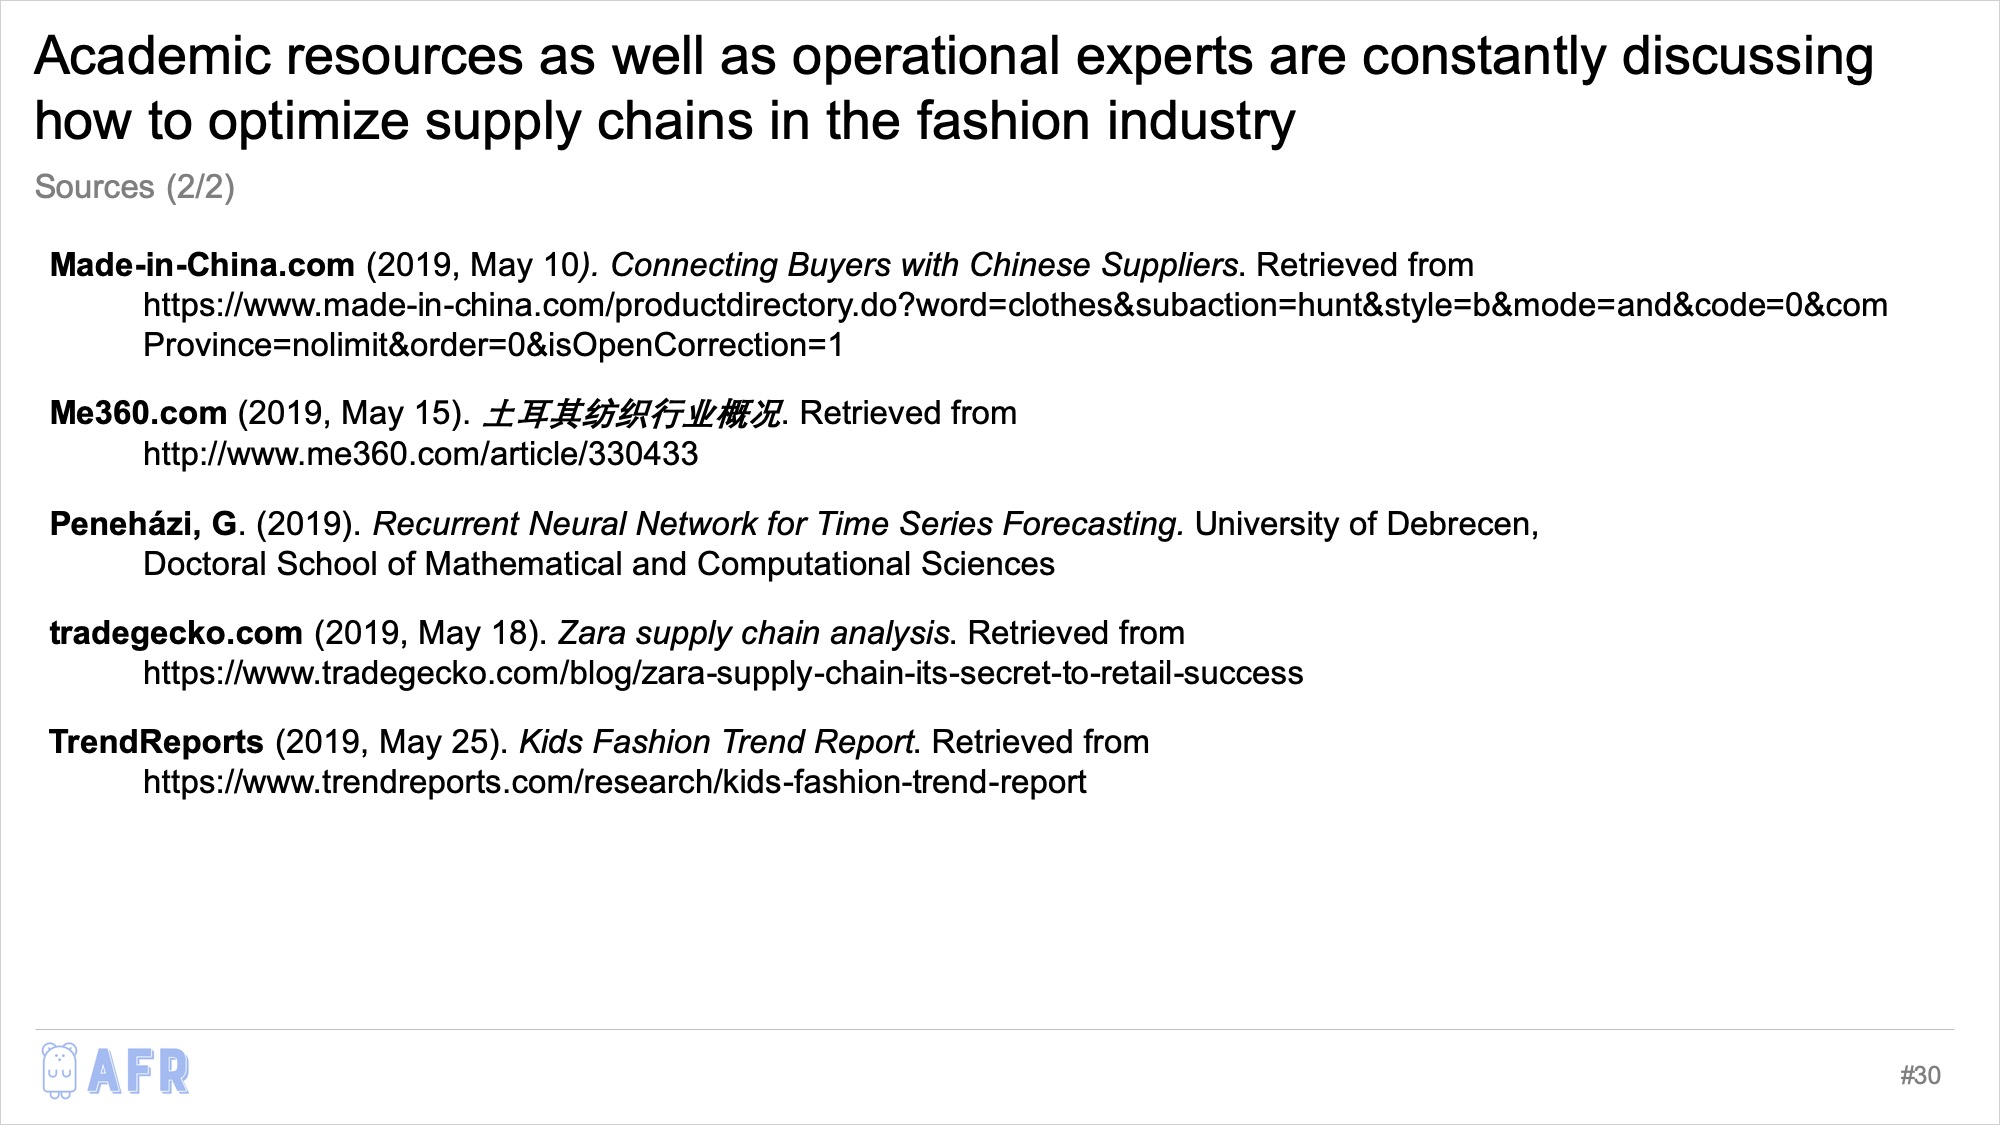 Academic resources as well as operational experts are constantly discussing
how to optimize supply chains in the fashion industry
Sources (2/2)
Made-in-China.com (2019, May 10). Connecting Buyers with Chinese Suppliers. Retrieved from
https://www.made-in-china.com/productdirectory.do?word=clothes&subaction=hunt&style=b&mode=and&code=0&com
Province=nolimit&order=0&isOpenCorrection=1
Me360.com (2019, May 15). 土耳其纺织行业概况. Retrieved from
http://www.me360.com/article/330433
Peneházi, G. (2019). Recurrent Neural Network for Time Series Forecasting. University of Debrecen,
Doctoral School of Mathematical and Computational Sciences
tradegecko.com (2019, May 18). Zara supply chain analysis. Retrieved from
https://www.tradegecko.com/blog/zara-supply-chain-its-secret-to-retail-success
TrendReports (2019, May 25). Kids Fashion Trend Report. Retrieved from
https://www.trendreports.com/research/kids-fashion-trend-report
AFR
#30